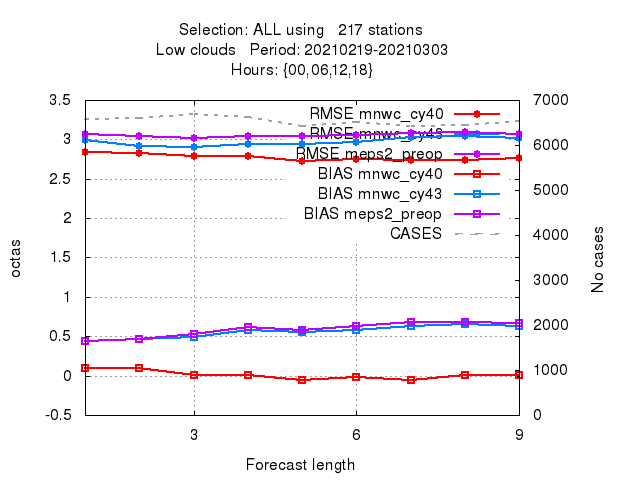 Selection: ALL using 217 stations
Low clouds Period: 20210219-20210303
Hours: {00,06,12,18}
3.5
3
2.5
2
1.5
1
0.5
0
-0.5
octas
7000
6000
5000
4000
3000
2000
1000
0
No cases
RMSE mnwc_cy40
RMSE mnwc_cy43
RMSE meps2_preop
BIAS mnwc_cy40
BIAS mnwc_cy43
BIAS meps2_preop
CASES
3
6
9
Forecast length